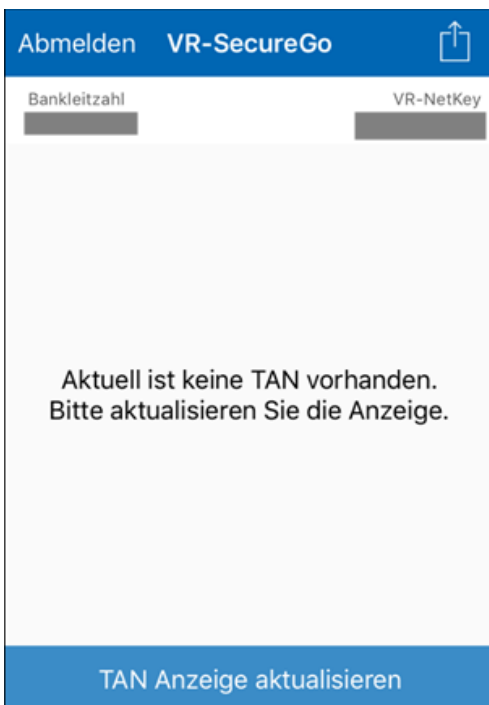 Abmelden VR-SecureGo
Bankleitzahl VR-NetKey
Aktuell ist keine TAN vorhanden.
Bitte aktualisieren Sie die Anzeige.
TAN Anzeige aktualisieren